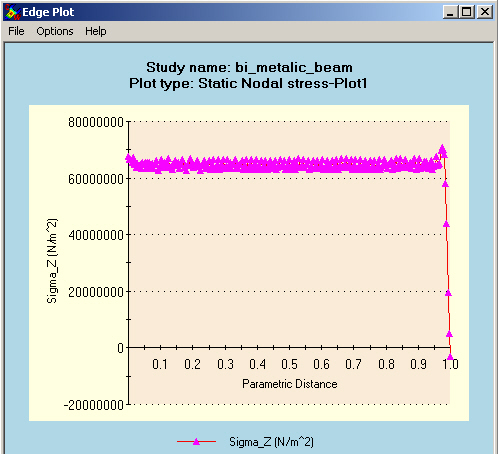 Edge Plot
File Options Help
Study name: bi_metalic_beam
Plot type: Static Nodal stress-Plot1
80000000
60000000
40000000
20000000
0
-20000000
Sigma_Z (N/m^2)
0.1 0.2 0.3 0.4 0.5 0.6 0.7 0.8 0.9 1.0
Parametric Distance
Sigma_Z (N/m^2)